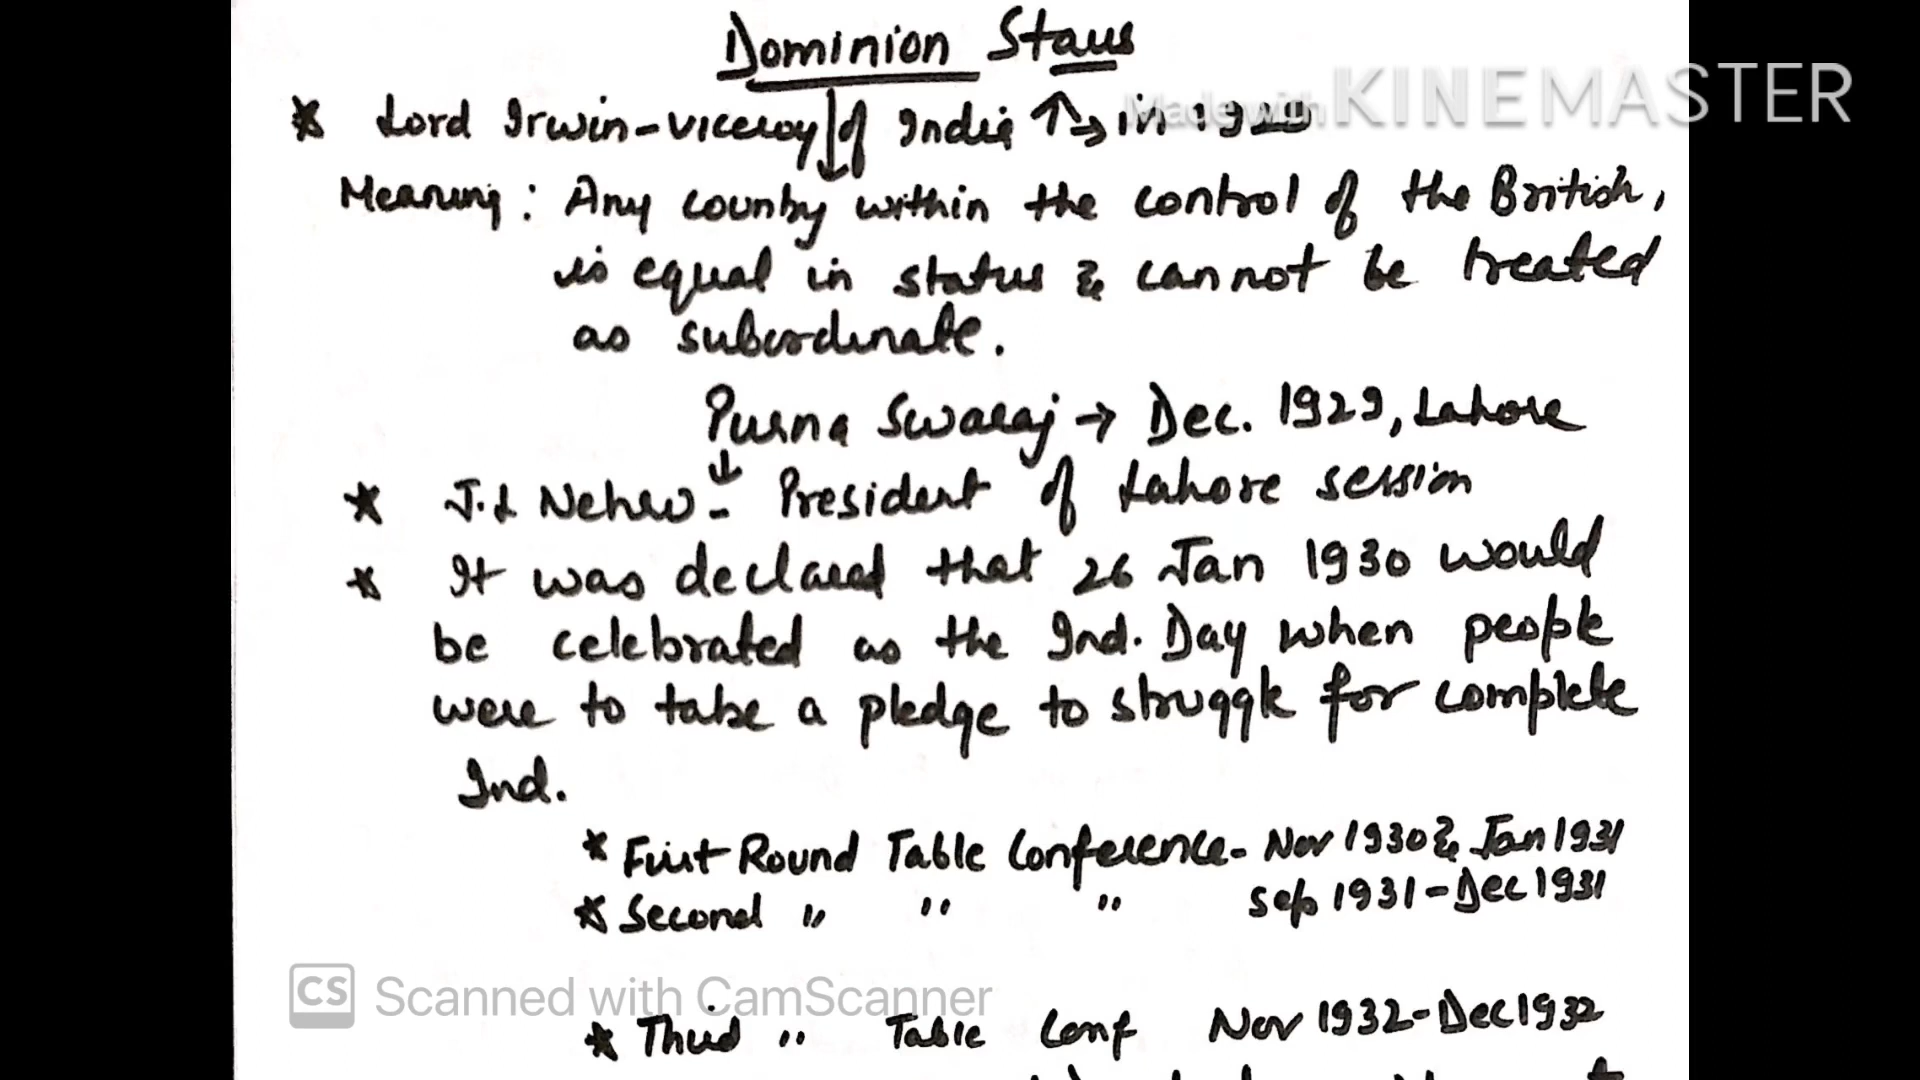 Dominion Staus
Made with KINEMASTER
* Lord Irwin-viceroy of India ↑→ in 1929
Meaning: Any country within the control of the British,
is equal in status & cannot be treated
as subordinate.
Purna Swaraj → Dec. 1929, Lahore
* J.L Nehru - President of Lahore session
* It was declared that 26 Jan 1930 would
be celebrated as the Ind. Day when people
were to take a pledge to struggle for complete
Ind.
* First Round Table Conference - Nov 1930 & Jan 1931
* Second " " " Sep 1931-Dec 1931
CS Scanned with CamScanner
* Third " Table Conf Nov 1932-Dec 1932